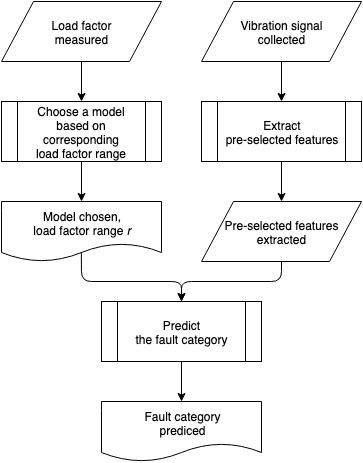 Load factor
measured
Vibration signal
collected
Choose a model
based on
corresponding
load factor range
Extract
pre-selected features
Model chosen,
load factor range r
Pre-selected features
extracted
Predict
the fault category
Fault category
prediced